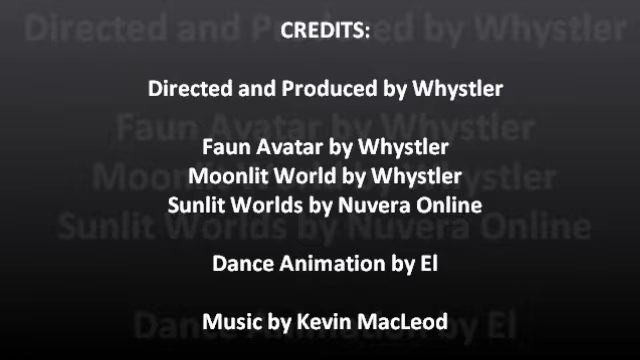 CREDITS:
Directed and Produced by Whystler
Faun Avatar by Whystler
Moonlit World by Whystler
Sunlit Worlds by Nuvera Online
Dance Animation by El
Music by Kevin MacLeod